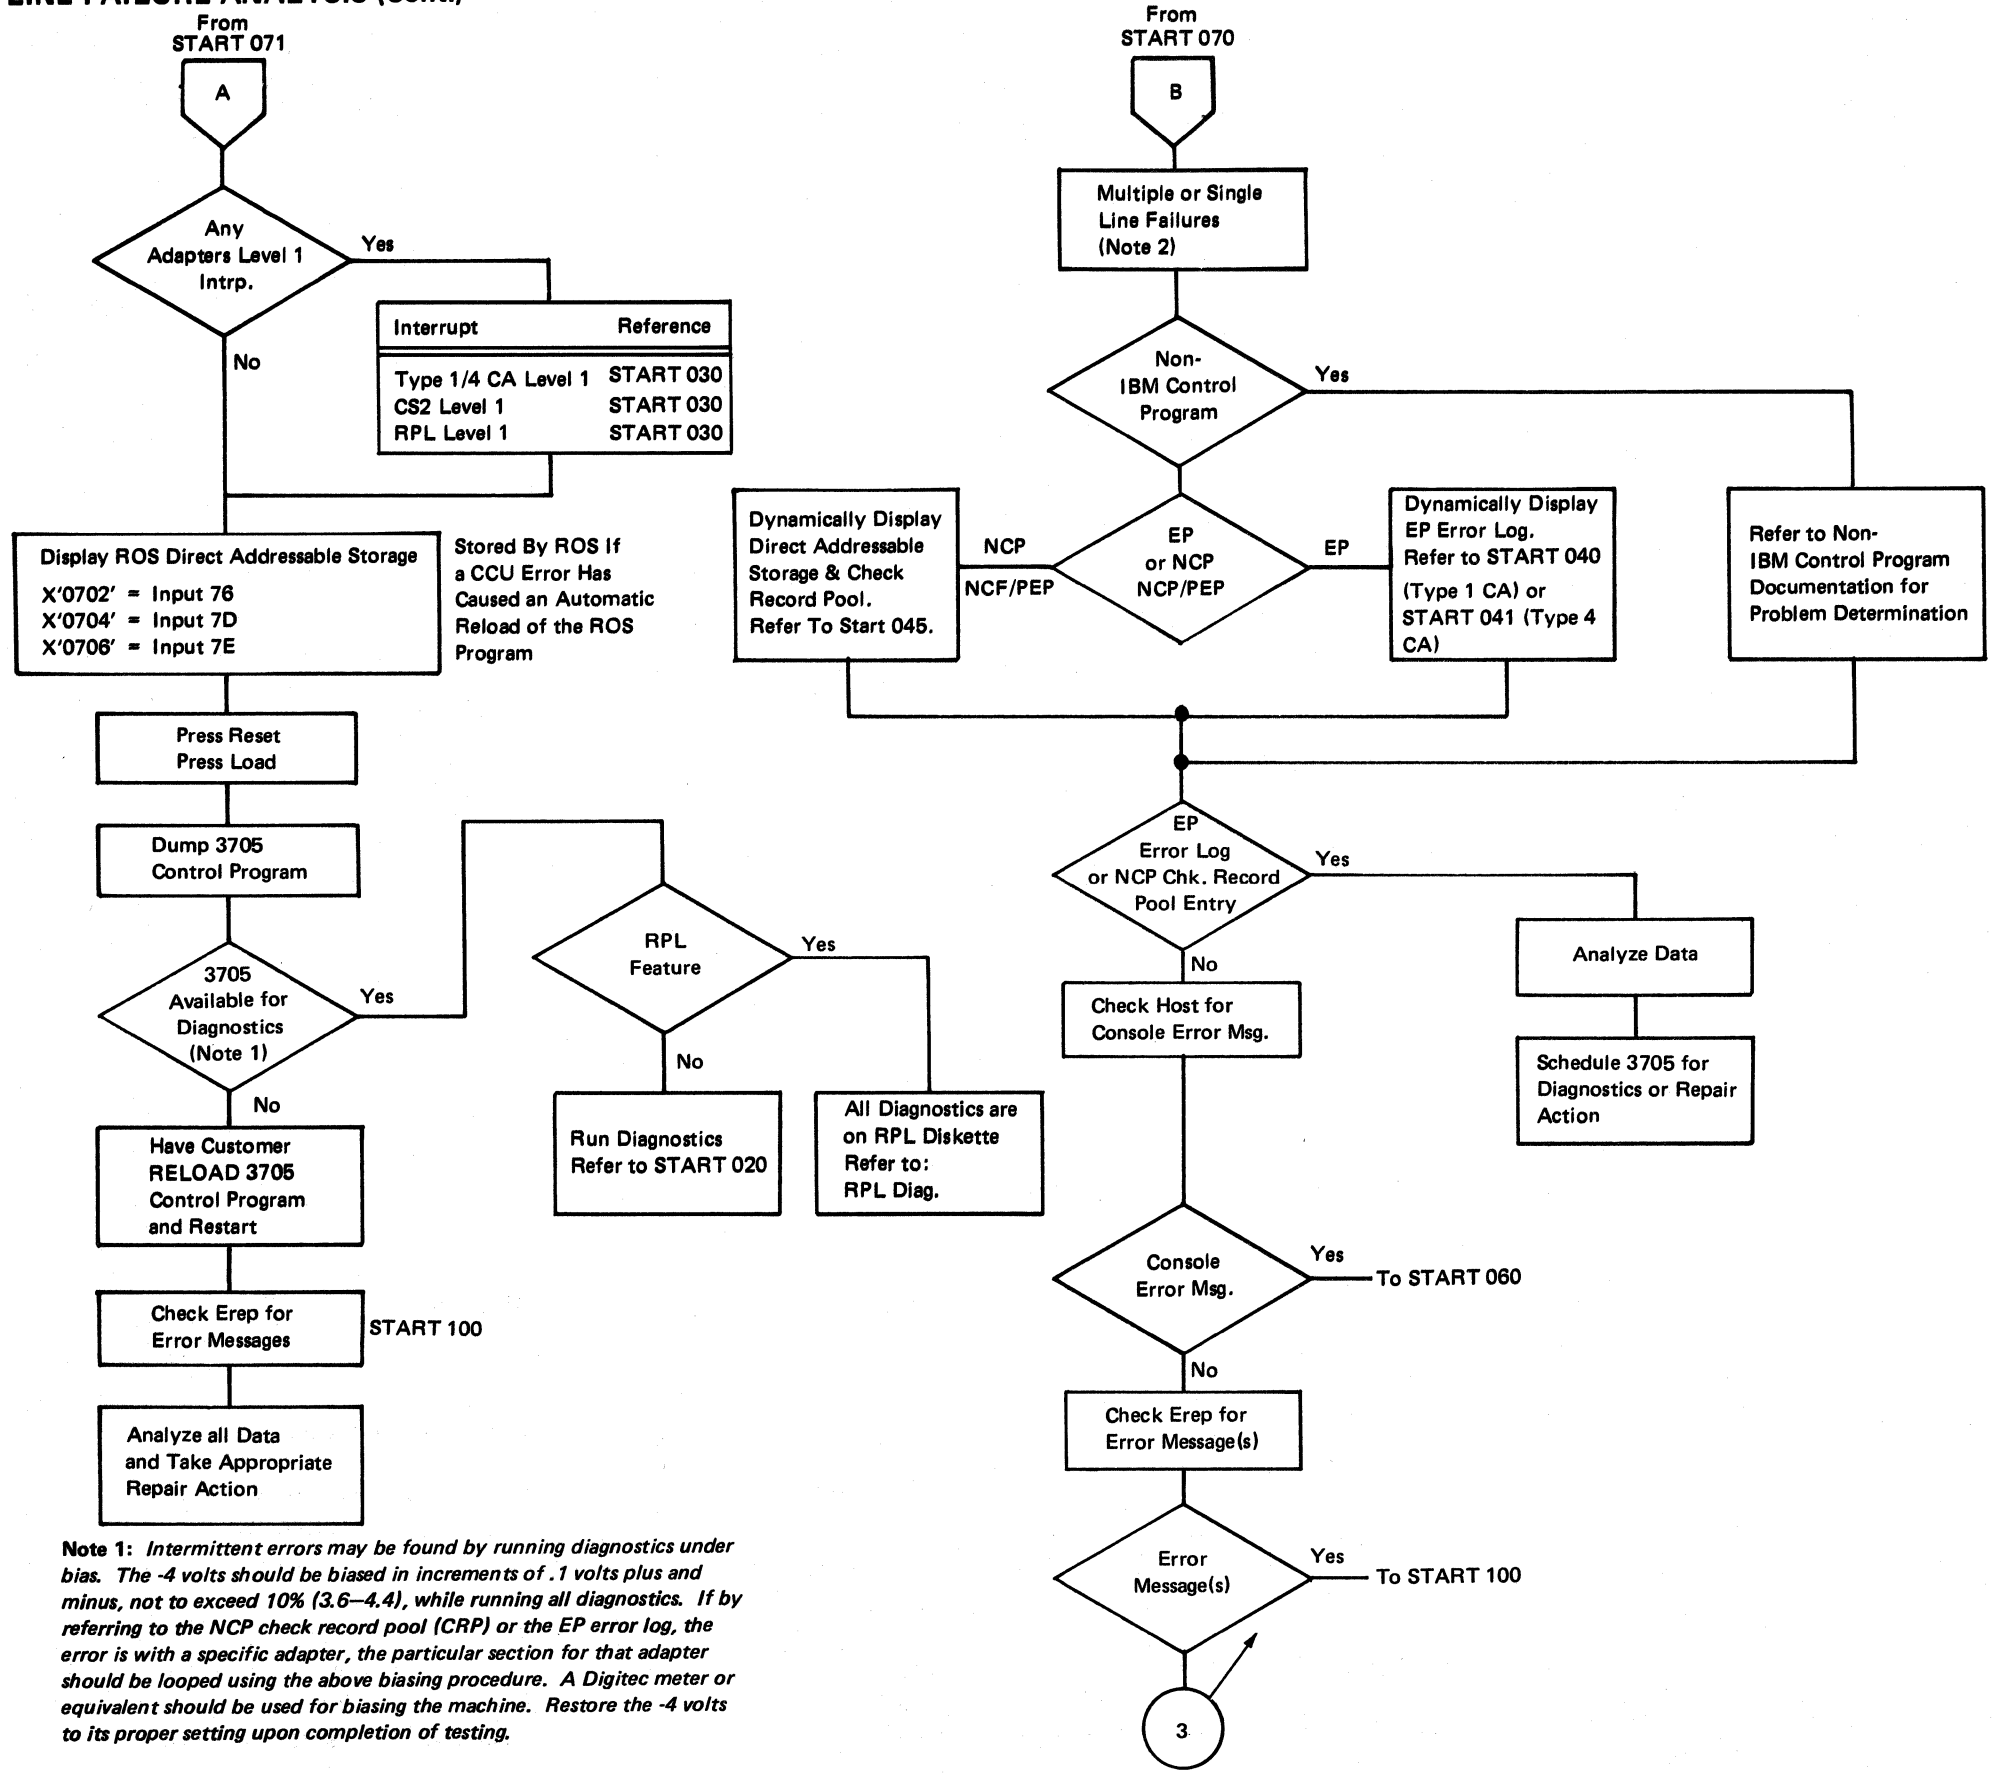 LINE FAILURE ANALYSIS (Cont.)
From
START 071
A
Any
Adapters Level 1
Intrp.
Yes
No
Interrupt Reference
Type 1/4 CA Level 1 START 030
CS2 Level 1 START 030
RPL Level 1 START 030
Display ROS Direct Addressable Storage
X'0702' = Input 76
X'0704' = Input 7D
X'0706' = Input 7E
Stored By ROS If
a CCU Error Has
Caused an Automatic
Reload of the ROS
Program
Press Reset
Press Load
Dump 3705
Control Program
3705
Available for
Diagnostics
(Note 1)
Yes
No
RPL
Feature
Yes
No
Run Diagnostics
Refer to START 020
All Diagnostics are
on RPL Diskette
Refer to:
RPL Diag.
Have Customer
RELOAD 3705
Control Program
and Restart
Check Erep for
Error Messages
START 100
Analyze all Data
and Take Appropriate
Repair Action
Note 1: Intermittent errors may be found by running diagnostics under
bias. The -4 volts should be biased in increments of .1 volts plus and
minus, not to exceed 10% (3.6—4.4), while running all diagnostics. If by
referring to the NCP check record pool (CRP) or the EP error log, the
error is with a specific adapter, the particular section for that adapter
should be looped using the above biasing procedure. A Digitec meter or
equivalent should be used for biasing the machine. Restore the -4 volts
to its proper setting upon completion of testing.
From
START 070
B
Multiple or Single
Line Failures
(Note 2)
Non-
IBM Control
Program
Yes
EP
or NCP
NCP/PEP
NCP
NCF/PEP
EP
Dynamically Display
Direct Addressable
Storage & Check
Record Pool.
Refer To Start 045.
Dynamically Display
EP Error Log.
Refer to START 040
(Type 1 CA) or
START 041 (Type 4
CA)
Refer to Non-
IBM Control Program
Documentation for
Problem Determination
EP
Error Log
or NCP Chk. Record
Pool Entry
Yes
No
Analyze Data
Schedule 3705 for
Diagnostics or Repair
Action
Check Host for
Console Error Msg.
Console
Error Msg.
Yes
To START 060
No
Check Erep for
Error Message(s)
Error
Message(s)
Yes
To START 100
3